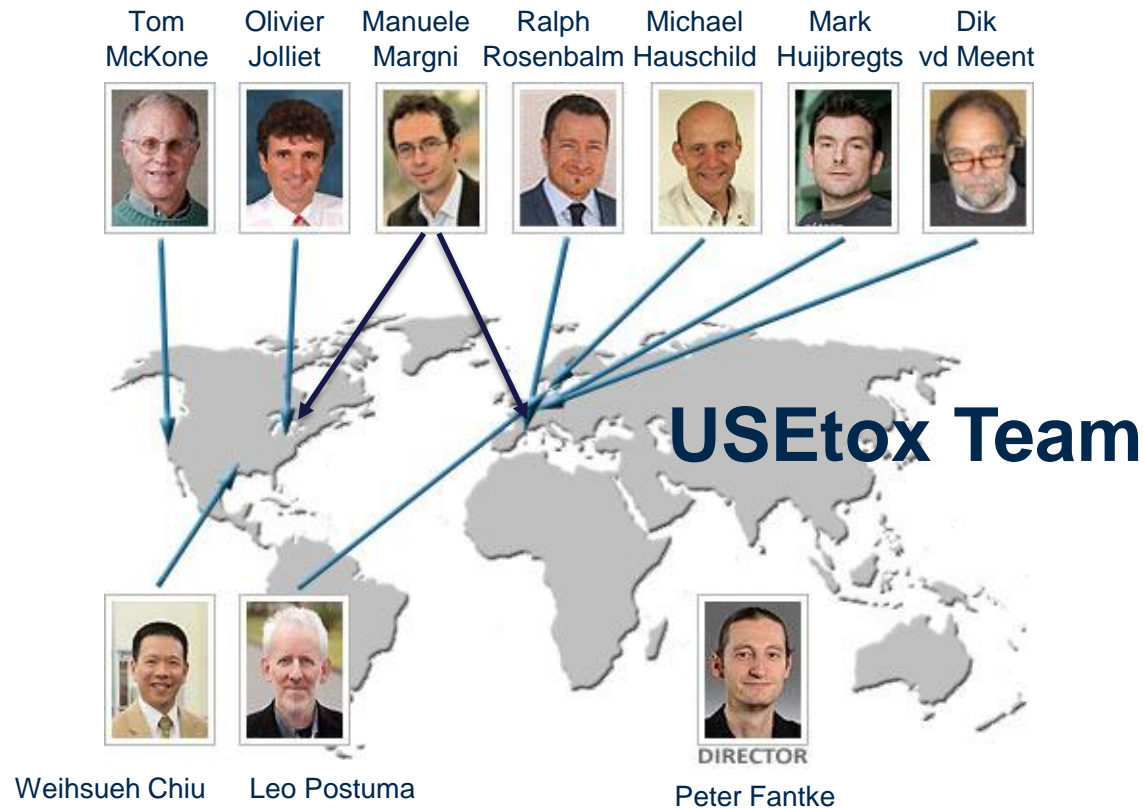 Tom
McKone
Olivier
Jolliet
Manuele
Margni
Ralph
Rosenbalm
Michael
Hauschild
Mark
Huijbregts
Dik
vd Meent
USEtox Team
DIRECTOR
Weihsueh Chiu
Leo Postuma
Peter Fantke